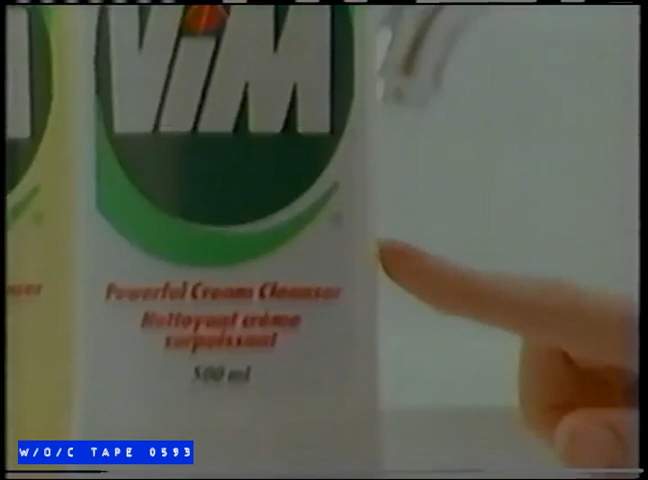 ViM
Powerful Cream Cleanser
Nettoyant crème
surpuissant
500 ml
W/O/C TAPE 0593